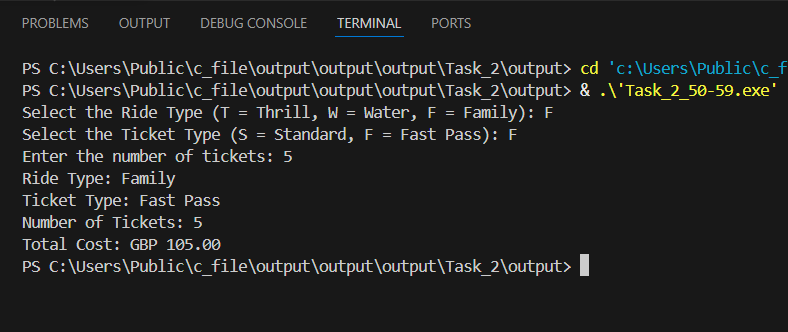 PROBLEMS OUTPUT DEBUG CONSOLE TERMINAL PORTS
PS C:\Users\Public\c_file\output\output\output\Task_2\output> cd 'c:\Users\Public\c_f
PS C:\Users\Public\c_file\output\output\output\Task_2\output> & .\'Task_2_50-59.exe'
Select the Ride Type (T = Thrill, W = Water, F = Family): F
Select the Ticket Type (S = Standard, F = Fast Pass): F
Enter the number of tickets: 5
Ride Type: Family
Ticket Type: Fast Pass
Number of Tickets: 5
Total Cost: GBP 105.00
PS C:\Users\Public\c_file\output\output\output\Task_2\output>